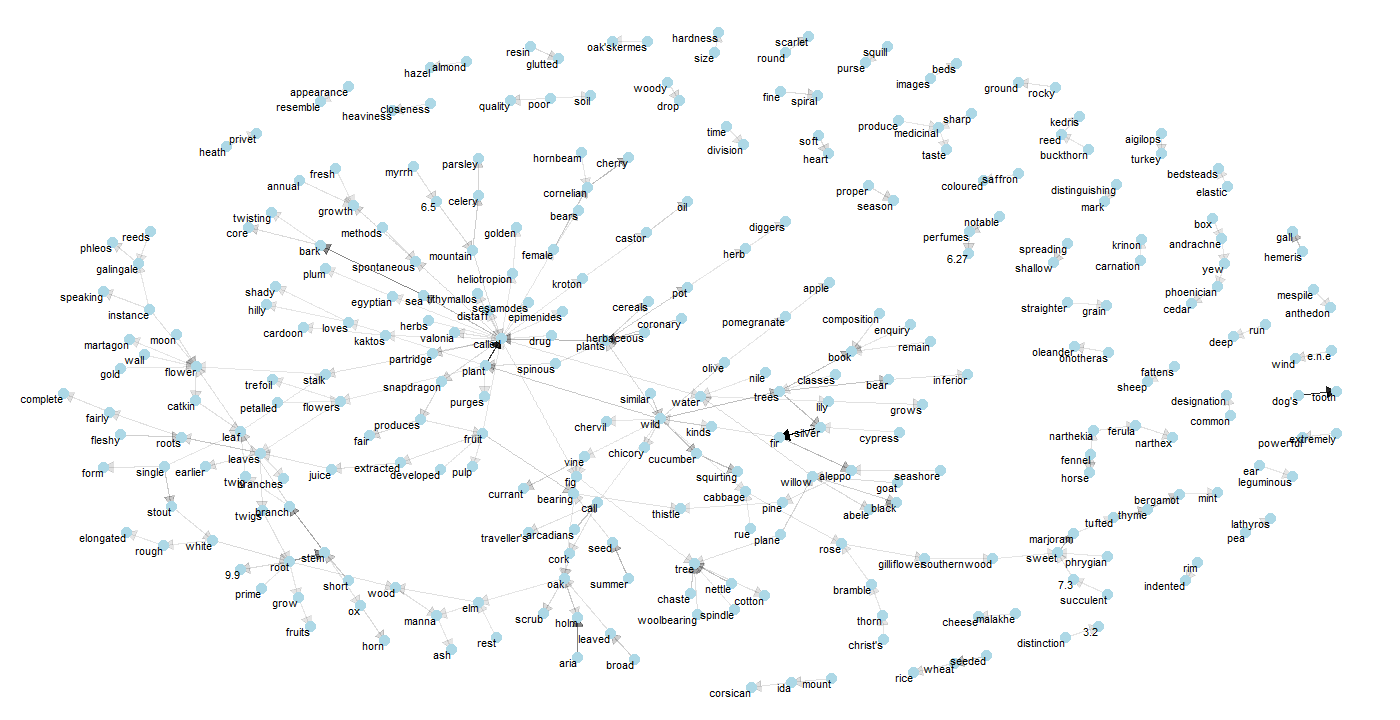 hardness
scarlet
oak'skermes
resin
squill
size
round
glutted
almond
hazel
purse
beds
images
appearance
resemble
closeness
heaviness
quality
poor
soil
woody
drop
fine
spiral
ground
rocky
privet
heath
time
division
produce
medicinal
sharp
taste
soft
heart
kedris
reed
buckthorn
aigilops
turkey
fresh
annual
growth
myrrh
6.5
parsley
celery
hornbeam
cherry
cornelian
bears
proper
season
coloured
saffron
distinguishing
mark
bedsteads
elastic
twisting
core
methods
bark
spontaneous
mountain
golden
female
castor
oil
diggers
herb
notable
perfumes
6.27
spreading
shallow
krinon
carnation
box
andrachne
yew
phoenician
cedar
gall
hemeris
reeds
phleos
galingale
speaking
instance
plum
shady
hilly
egyptian
sea
tithymallos
heliotropion
sesamodes
distaff
epimenides
kroton
cereals
pot
coronary
apple
pomegranate
composition
enquiry
remain
book
straighter
grain
mespile
anthedon
run
deep
moon
martagon
wall
gold
flower
cardoon
loves
kaktos
herbs
valonia
called
drug
plants
herbaceous
partridge
plant
spinous
oleander
onotheras
wind
e.n.e
complete
fairly
fleshy
roots
catkin
trefoil
petalled
stalk
flowers
snapdragon
purges
olive
nile
classes
bear
inferior
trees
water
similar
lily
grows
fattens
sheep
designation
common
dog's
tooth
leaf
leaves
fair
produces
fruit
chervil
wild
kinds
fir
silver
cypress
ferula
narthekia
narthex
powerful
extremely
form
single
earlier
twig
branches
juice
extracted
developed
pulp
vine
chicory
cucumber
squirting
willow
aleppo
seashore
goat
fennel
horse
ear
leguminous
stout
twigs
branch
currant
fig
bearing
call
thistle
cabbage
pine
abele
black
bergamot
mint
thyme
tufted
elongated
rough
white
traveller's
arcadians
rue
plane
rose
marjoram
lathyros
pea
9.9
root
stem
cork
seed
tree
gilliflower
southernwood
sweet
phrygian
rim
indented
prime
grow
short
wood
oak
summer
chaste
nettle
cotton
bramble
7.3
succulent
fruits
ox
horn
manna
elm
scrub
holm
leaved
woolbearing
spindle
thorn
cheese
malakhe
distinction
3.2
ash
rest
aria
broad
christ's
rice
wheat
seeded
corsican
ida
mount